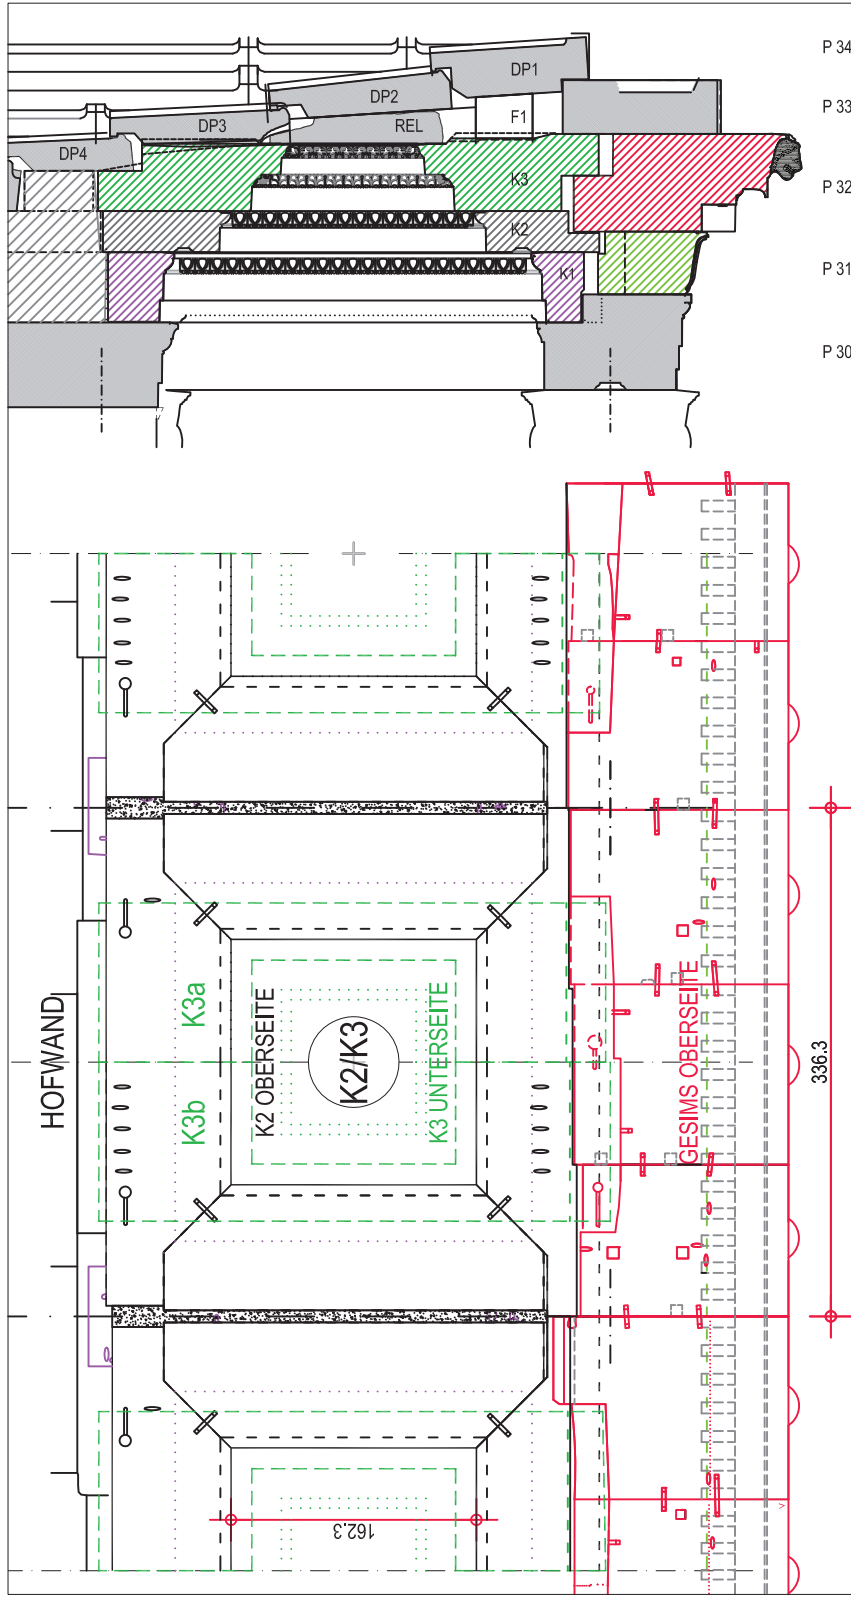 P 34
DP1
DP2
P 33
F1
DP3
REL
DP4
K3
P 32
K2
K1
P 31
P 30
HOFWAND
K3a
K3b
K2 OBERSEITE
K2/K3
K3 UNTERSEITE
GESIMS OBERSEITE
336.3
162.3